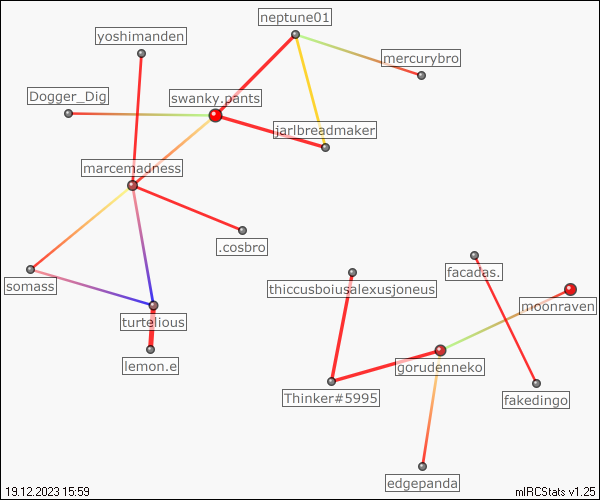 neptune01
yoshimanden
mercurybro
Dogger_Dig
swanky.pants
jarlbreadmaker
marcemadness
.cosbro
facadas.
somass
thiccusboiusalexusjoneus
moonraven
turtelious
lemon.e
gorudenneko
Thinker#5995
fakedingo
edgepanda
19.12.2023 15:59
mIRCStats v1.25